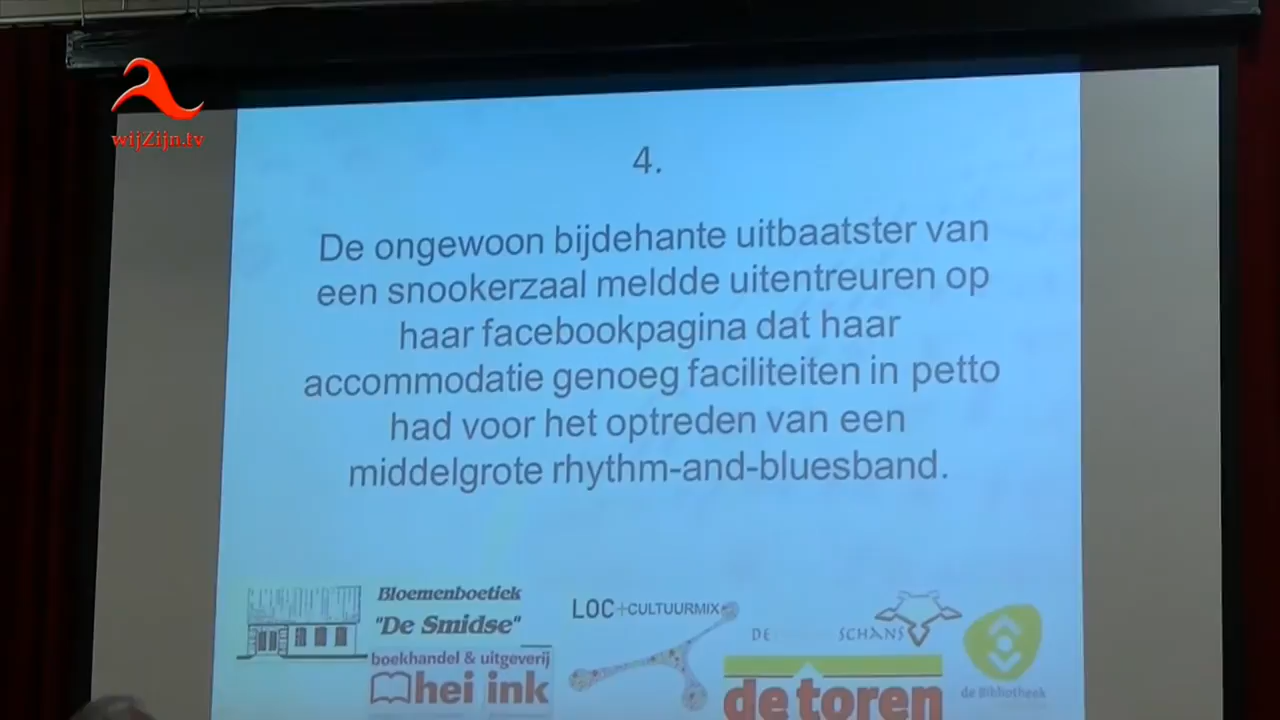 wijZijn.tv
4.
De ongewoon bijdehante uitbaatster van
een snookerzaal meldde uitentreuren op
haar facebookpagina dat haar
accommodatie genoeg faciliteiten in petto
had voor het optreden van een
middelgrote rhythm-and-bluesband.
Bloemenboetiek
"De Smidse"
boekhandel & uitgeverij
hei ink
LOC+CULTUURMIX
DE SCHANS
de toren
de Bibliotheek